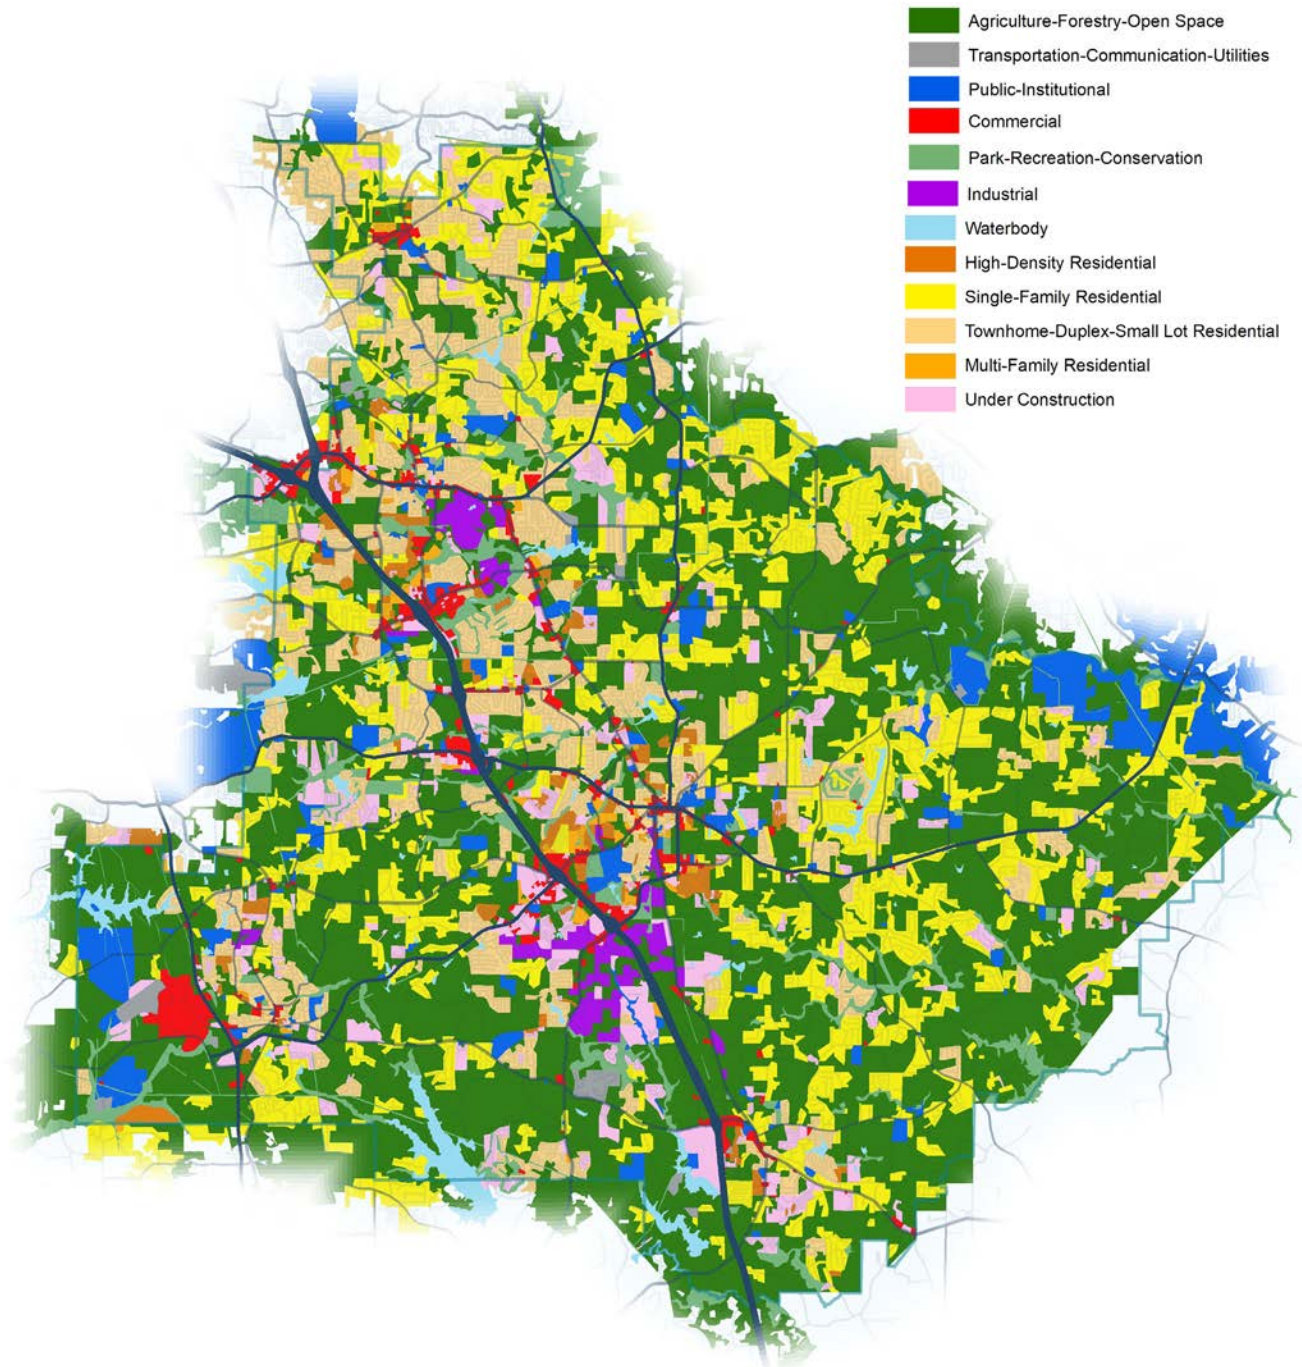 Agriculture-Forestry-Open Space
Transportation-Communication-Utilities
Public-Institutional
Commercial
Park-Recreation-Conservation
Industrial
Waterbody
High-Density Residential
Single-Family Residential
Townhome-Duplex-Small Lot Residential
Multi-Family Residential
Under Construction